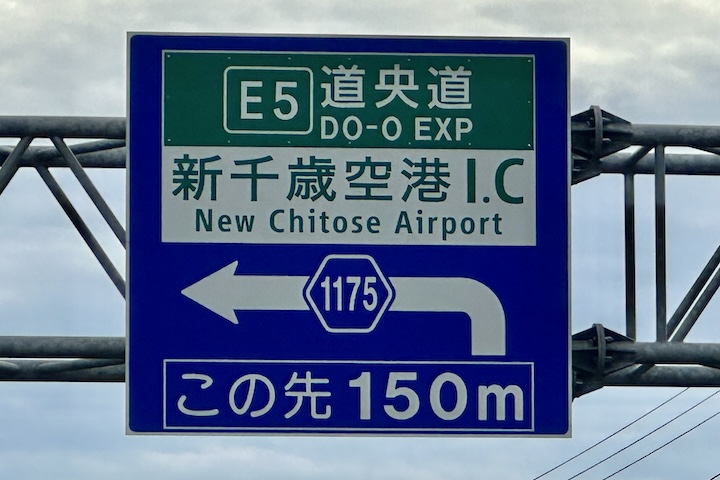 E5 道央道
DO-O EXP
新千歳空港 I.C
New Chitose Airport
1175
この先 150m